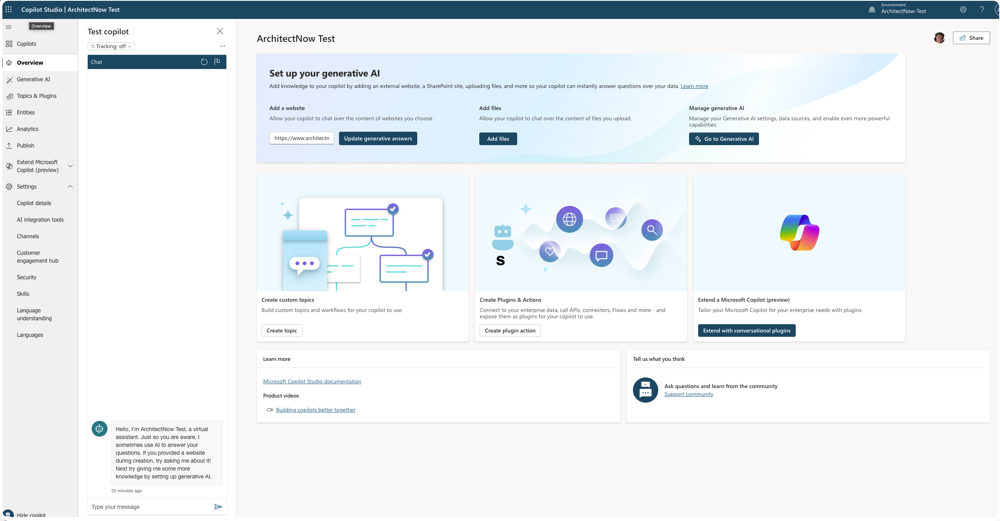 Copilot Studio | ArchitectNow Test
Environment
ArchitectNow-Test
?
Overview
Copilots
Overview
Generative AI
Topics & Plugins
Entities
Analytics
Publish
Extend Microsoft
Copilot (preview)
Settings
Copilot details
AI integration tools
Channels
Customer
engagement hub
Security
Skills
Language
understanding
Languages
Hide copilot
Test copilot
Tracking: off
...
Chat
Hello, I'm ArchitectNow Test, a virtual
assistant. Just so you are aware, I
sometimes use AI to answer your
questions. If you provided a website
during creation, try asking me about it!
Next try giving me some more
knowledge by setting up generative AI.
52 minutes ago
Type your message
ArchitectNow Test
Share
Set up your generative AI
Add knowledge to your copilot by adding an external website, a SharePoint site, uploading files, and more so your copilot can instantly answer questions over your data. Learn more
Add a website
Allow your copilot to chat over the content of websites you choose.
https://www.architectn
Update generative answers
Add files
Allow your copilot to chat over the content of files you upload.
Add files
Manage generative AI
Manage your Generative AI settings, data sources, and enable even more powerful
capabilities.
Go to Generative AI
Create custom topics
Build custom topics and workflows for your copilot to use.
Create topic
S
Create Plugins & Actions
Connect to your enterprise data, call APIs, connectors, Flows and more - and
expose them as plugins for your copilot to use.
Create plugin action
Extend a Microsoft Copilot (preview)
Tailor your Microsoft Copilot for your enterprise needs with plugins.
Extend with conversational plugins
Learn more
Microsoft Copilot Studio documentation
Product videos
Building copilots better together
Tell us what you think
Ask questions and learn from the community
Support community